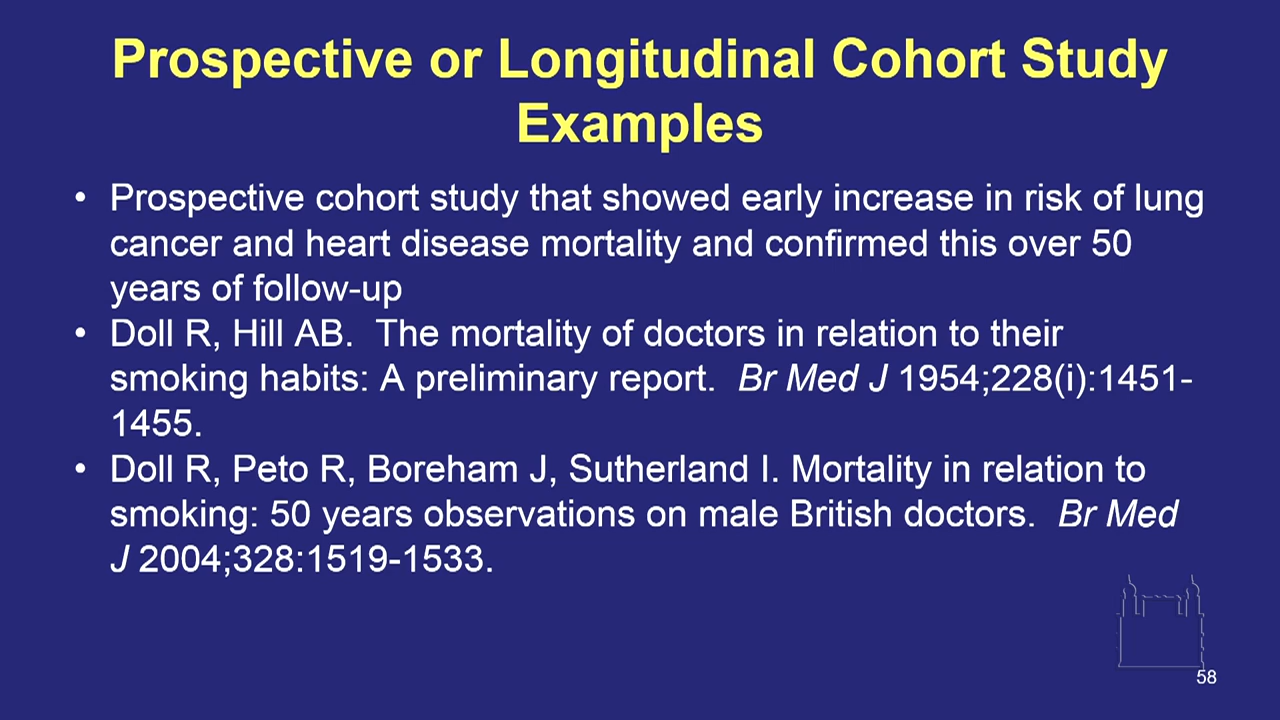 Prospective or Longitudinal Cohort Study
Examples
• Prospective cohort study that showed early increase in risk of lung
cancer and heart disease mortality and confirmed this over 50
years of follow-up
• Doll R, Hill AB.  The mortality of doctors in relation to their
smoking habits: A preliminary report.  Br Med J 1954;228(i):1451-
1455.
• Doll R, Peto R, Boreham J, Sutherland I. Mortality in relation to
smoking: 50 years observations on male British doctors.  Br Med
J 2004;328:1519-1533.
58